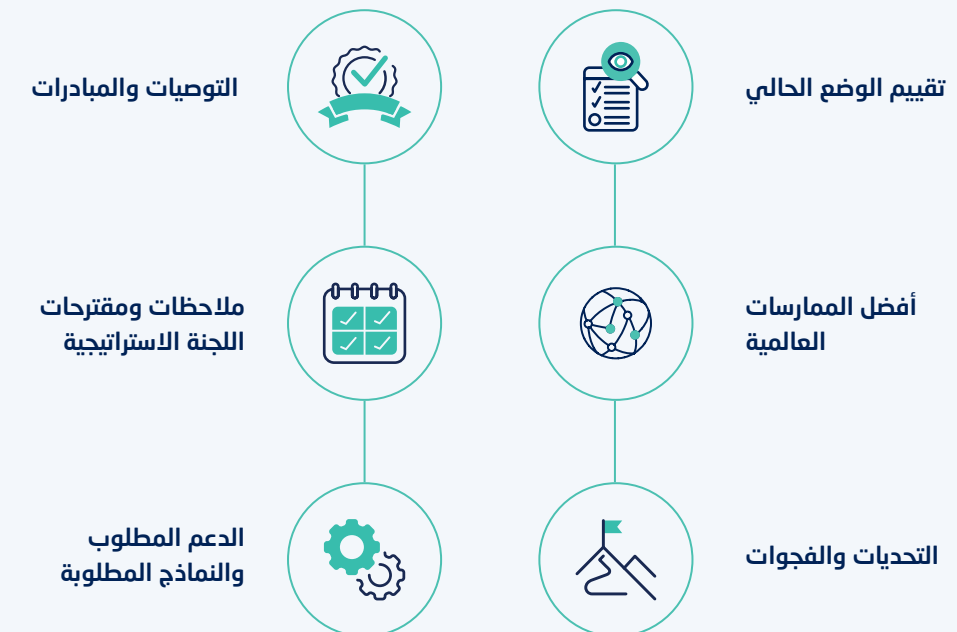 تقييم الوضع الحالي
أفضل الممارسات
العالمية
التحديات والفجوات
التوصيات والمبادرات
ملاحظات ومقترحات
اللجنة الاستراتيجية
الدعم المطلوب
والنماذج المطلوبة